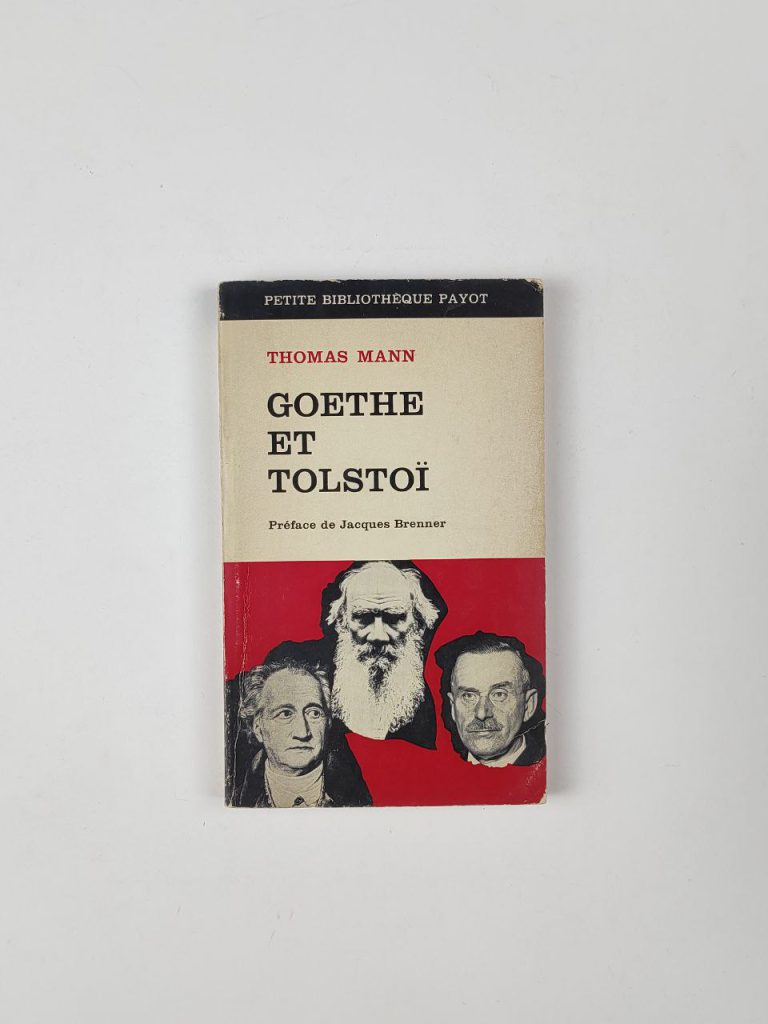 PETITE BIBLIOTHÈQUE PAYOT
THOMAS MANN
GOETHE
ET
TOLSTOÏ
Préface de Jacques Brenner